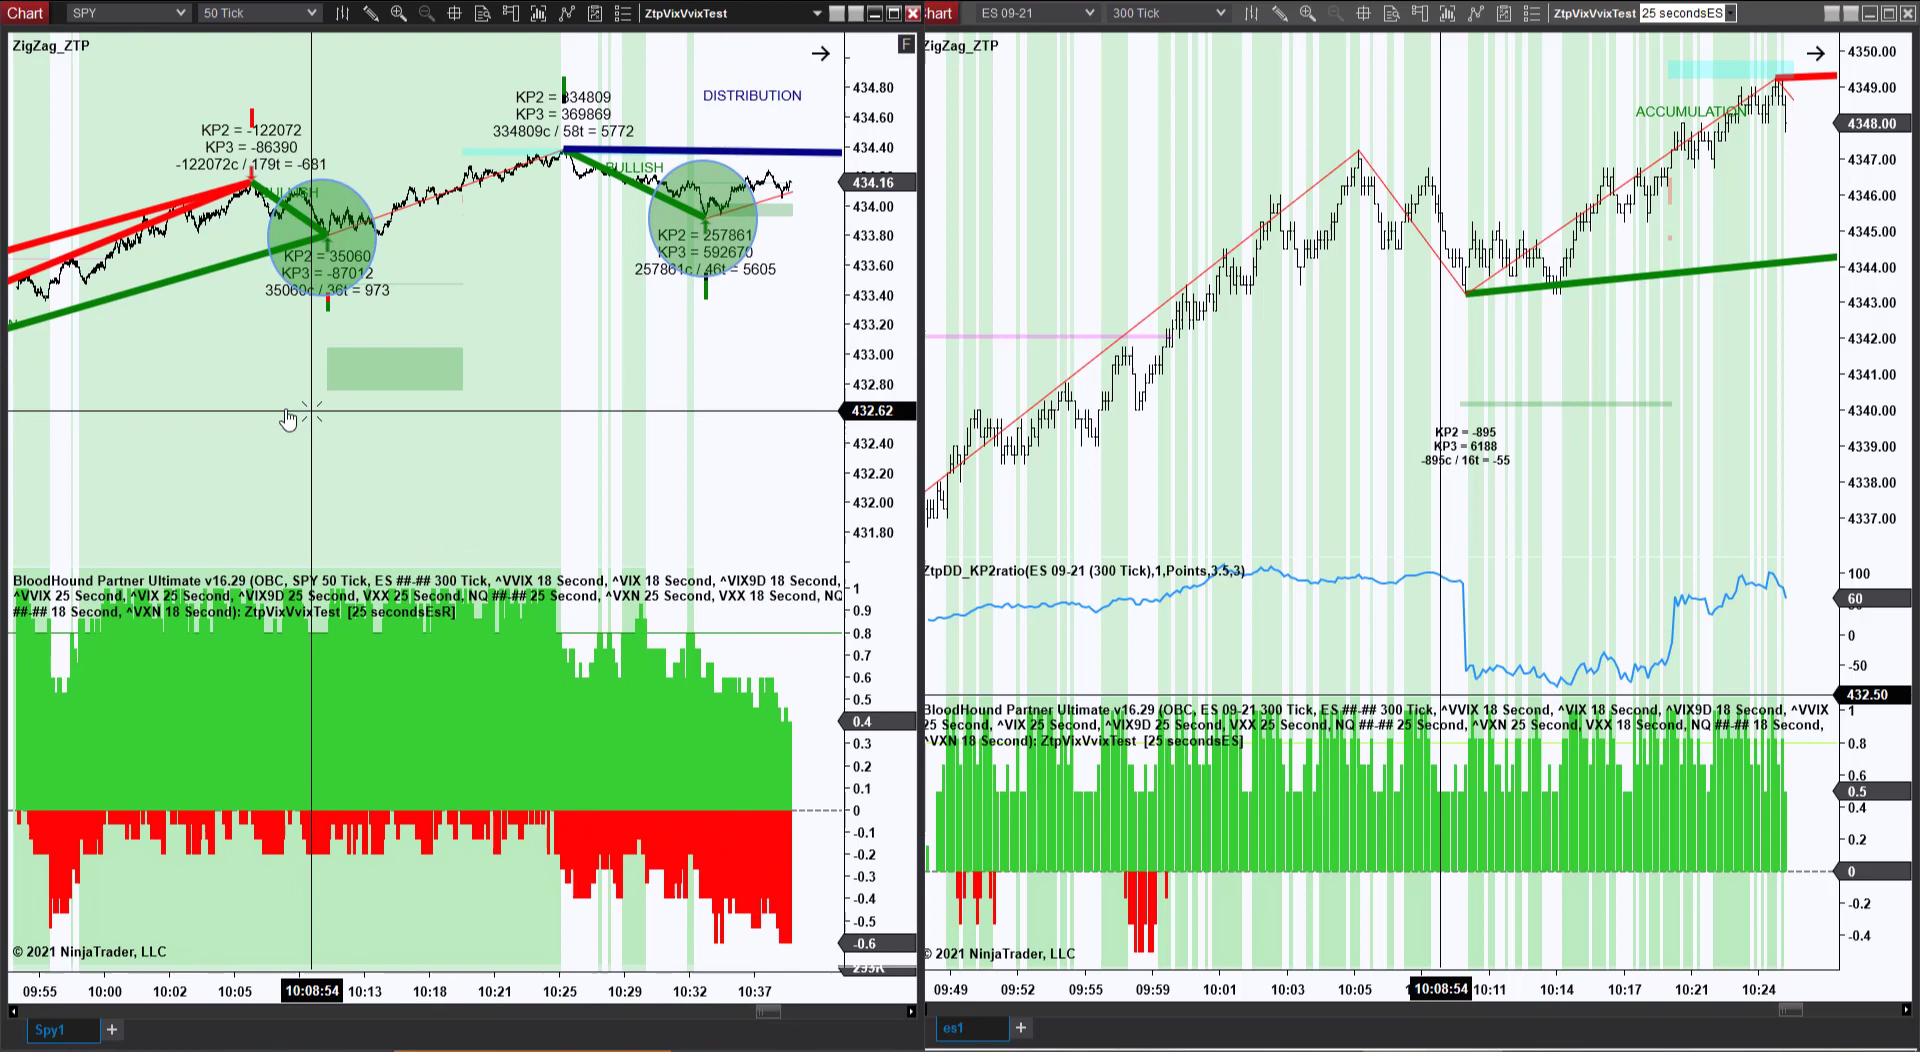 Chart
SPY
50 Tick
ZtpVixVvixTest
ZigZag_ZTP
F
KP2 = -122072
KP3 = -86390
-122072c / 179t = -681
KP2 = 334809
KP3 = 369869
334809c / 58t = 5772
DISTRIBUTION
KP2 = 35060
KP3 = -87012
35060c / 36t = 973
KP2 = 257861
KP3 = 592670
257861c / 46t = 5605
434.80
434.60
434.40
434.16
434.00
433.80
433.60
433.40
433.20
433.00
432.80
432.62
432.40
432.20
432.00
431.80
BloodHound Partner Ultimate v16.29 (OBC, SPY 50 Tick, ES ##-## 300 Tick, ^VVIX 18 Second, ^VIX 18 Second, ^VIX9D 18 Second,
^VVIX 25 Second, ^VIX 25 Second, ^VIX9D 25 Second, VXX 25 Second, NQ ##-## 25 Second, ^VXN 25 Second, VXX 18 Second, NQ
##-## 18 Second, ^VXN 18 Second): ZtpVixVvixTest [25 secondsEsR]
1
0.9
0.8
0.7
0.6
0.5
0.4
0.3
0.2
0.1
0
-0.1
-0.2
-0.3
-0.4
-0.5
-0.6
© 2021 NinjaTrader, LLC
09:55
10:00
10:02
10:05
10:08:54
10:13
10:18
10:21
10:25
10:29
10:32
10:37
Spy1
+
hart
ES 09-21
300 Tick
ZtpVixVvixTest
25 secondsES
ZigZag_ZTP
ACCUMULATION
KP2 = -895
KP3 = 6188
-895c / 16t = -55
4350.00
4349.00
4348.00
4347.00
4346.00
4345.00
4344.00
4343.00
4342.00
4341.00
4340.00
4339.00
4338.00
4337.00
ZtpDD_KP2ratio(ES 09-21 (300 Tick),1,Points,3.5,3)
100
60
0
-50
432.50
BloodHound Partner Ultimate v16.29 (OBC, ES 09-21 300 Tick, ES ##-## 300 Tick, ^VVIX 18 Second, ^VIX 18 Second, ^VIX9D 18 Second, ^VVIX
25 Second, ^VIX 25 Second, ^VIX9D 25 Second, VXX 25 Second, NQ ##-## 25 Second, ^VXN 25 Second, VXX 18 Second, NQ ##-## 18 Second,
^VXN 18 Second): ZtpVixVvixTest [25 secondsES]
1
0.8
0.6
0.5
0.4
0.2
0
-0.2
-0.4
© 2021 NinjaTrader, LLC
09:49
09:52
09:55
09:59
10:01
10:03
10:05
10:08:54
10:11
10:14
10:17
10:21
10:24
es1
+